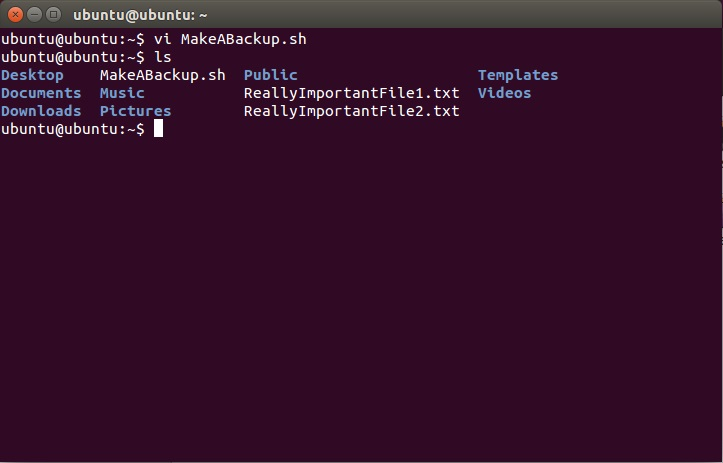 ubuntu@ubuntu: ~
ubuntu@ubuntu:~$ vi MakeABackup.sh
ubuntu@ubuntu:~$ ls
Desktop    MakeABackup.sh  Public                    Templates
Documents  Music           ReallyImportantFile1.txt  Videos
Downloads  Pictures        ReallyImportantFile2.txt
ubuntu@ubuntu:~$